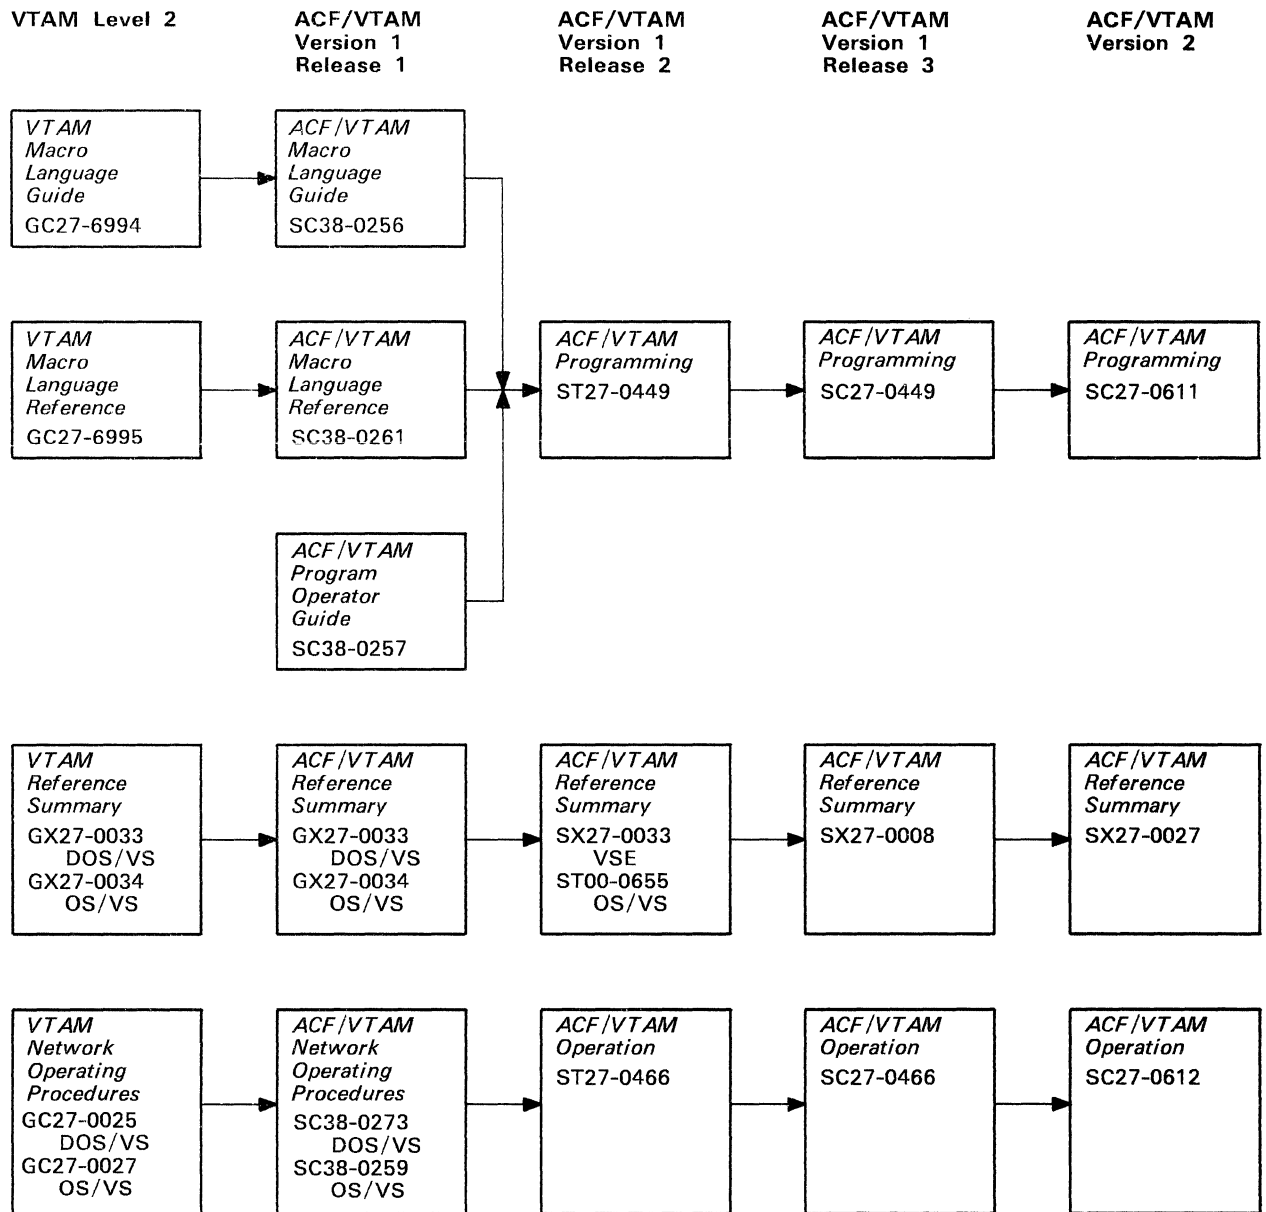 VTAM Level 2
ACF/VTAM
Version 1
Release 1
ACF/VTAM
Version 1
Release 2
ACF/VTAM
Version 1
Release 3
ACF/VTAM
Version 2
VTAM
Macro
Language
Guide
GC27-6994
ACF/VTAM
Macro
Language
Guide
SC38-0256
VTAM
Macro
Language
Reference
GC27-6995
ACF/VTAM
Macro
Language
Reference
SC38-0261
ACF/VTAM
Programming
ST27-0449
ACF/VTAM
Programming
SC27-0449
ACF/VTAM
Programming
SC27-0611
ACF/VTAM
Program
Operator
Guide
SC38-0257
VTAM
Reference
Summary
GX27-0033
DOS/VS
GX27-0034
OS/VS
ACF/VTAM
Reference
Summary
GX27-0033
DOS/VS
GX27-0034
OS/VS
ACF/VTAM
Reference
Summary
SX27-0033
VSE
ST00-0655
OS/VS
ACF/VTAM
Reference
Summary
SX27-0008
ACF/VTAM
Reference
Summary
SX27-0027
VTAM
Network
Operating
Procedures
GC27-0025
DOS/VS
GC27-0027
OS/VS
ACF/VTAM
Network
Operating
Procedures
SC38-0273
DOS/VS
SC38-0259
OS/VS
ACF/VTAM
Operation
ST27-0466
ACF/VTAM
Operation
SC27-0466
ACF/VTAM
Operation
SC27-0612